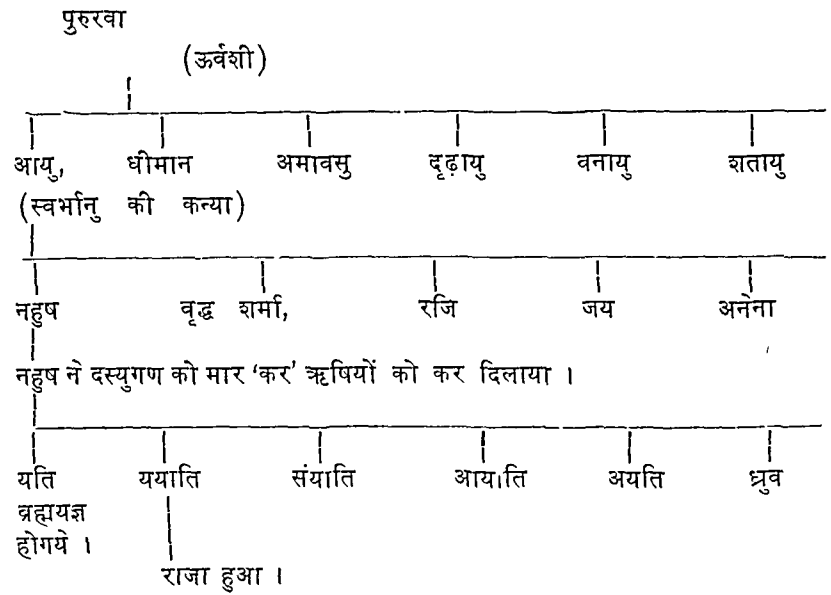 पुरुरवा
(ऊर्वशी)
आयु, धीमान अमावसु दृढ़ायु वनायु शतायु
(स्वर्भानु की कन्या)
नहुष वृद्ध शर्मा, रजि जय अनेना
नहुष ने दस्युगण को मार ‘कर’ ऋषियों को कर दिलाया ।
यति ययाति संयाति आयाति अयति ध्रुव
ब्रह्मयज्ञ
होगये ।
राजा हुआ ।